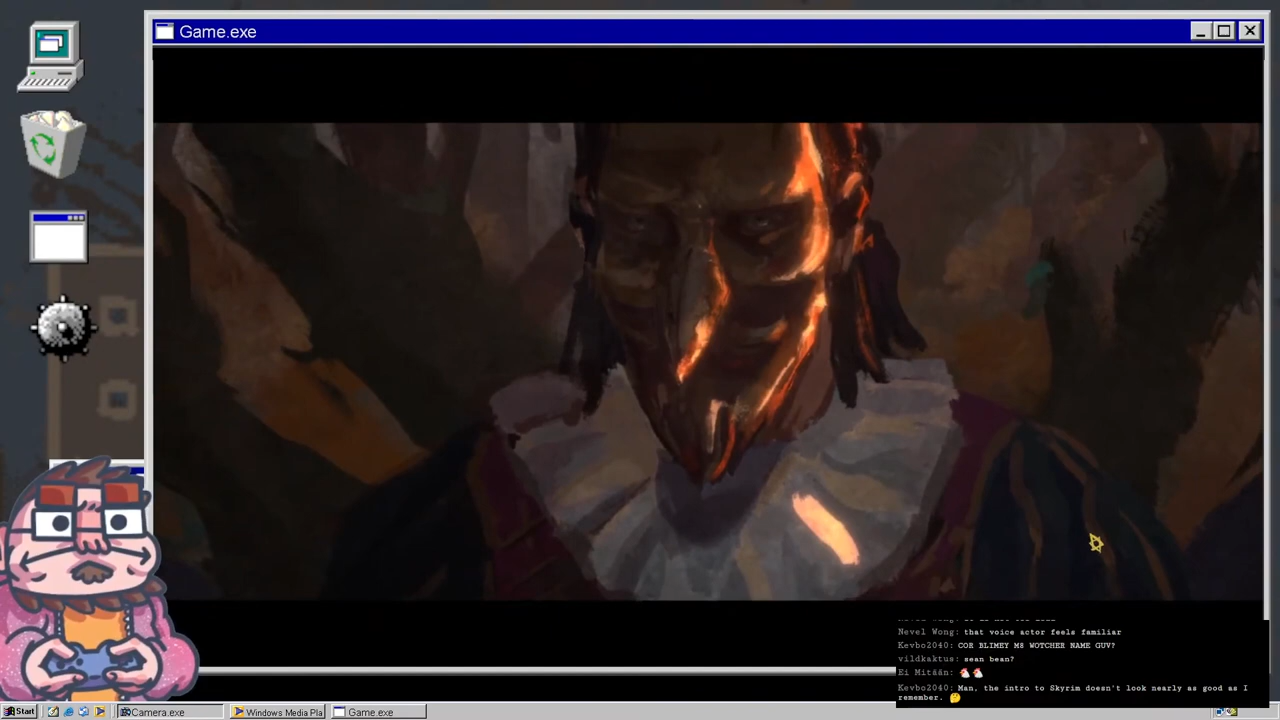 Game.exe
Nevel Wong: that voice actor feels familiar
Kevbo2040: COR BLIMEY M8 WOTCHER NAME GUV?
vildkaktus: sean bean?
Ei Mitään:
Kevbo2040: Man, the intro to Skyrim doesn't look nearly as good as I
remember.
Start
Camera.exe
Windows Media Pla
Game.exe